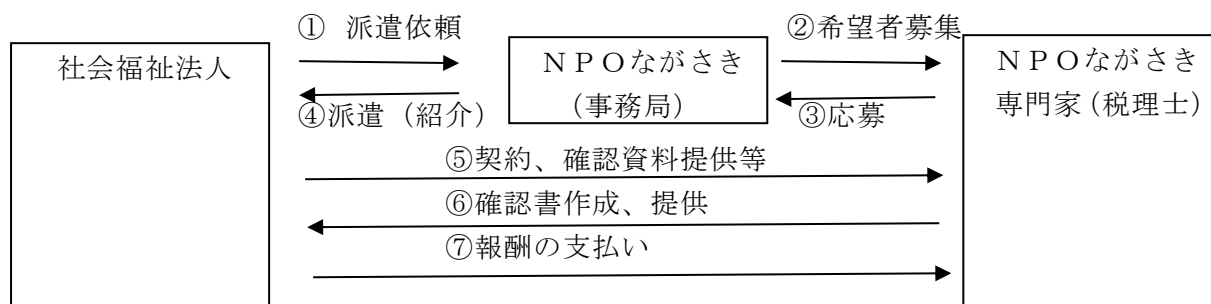 ① 派遣依頼
②希望者募集
社会福祉法人
ＮＰＯながさき
(事務局)
ＮＰＯながさき
専門家(税理士)
④派遣（紹介）
③応募
⑤契約、確認資料提供等
⑥確認書作成、提供
⑦報酬の支払い